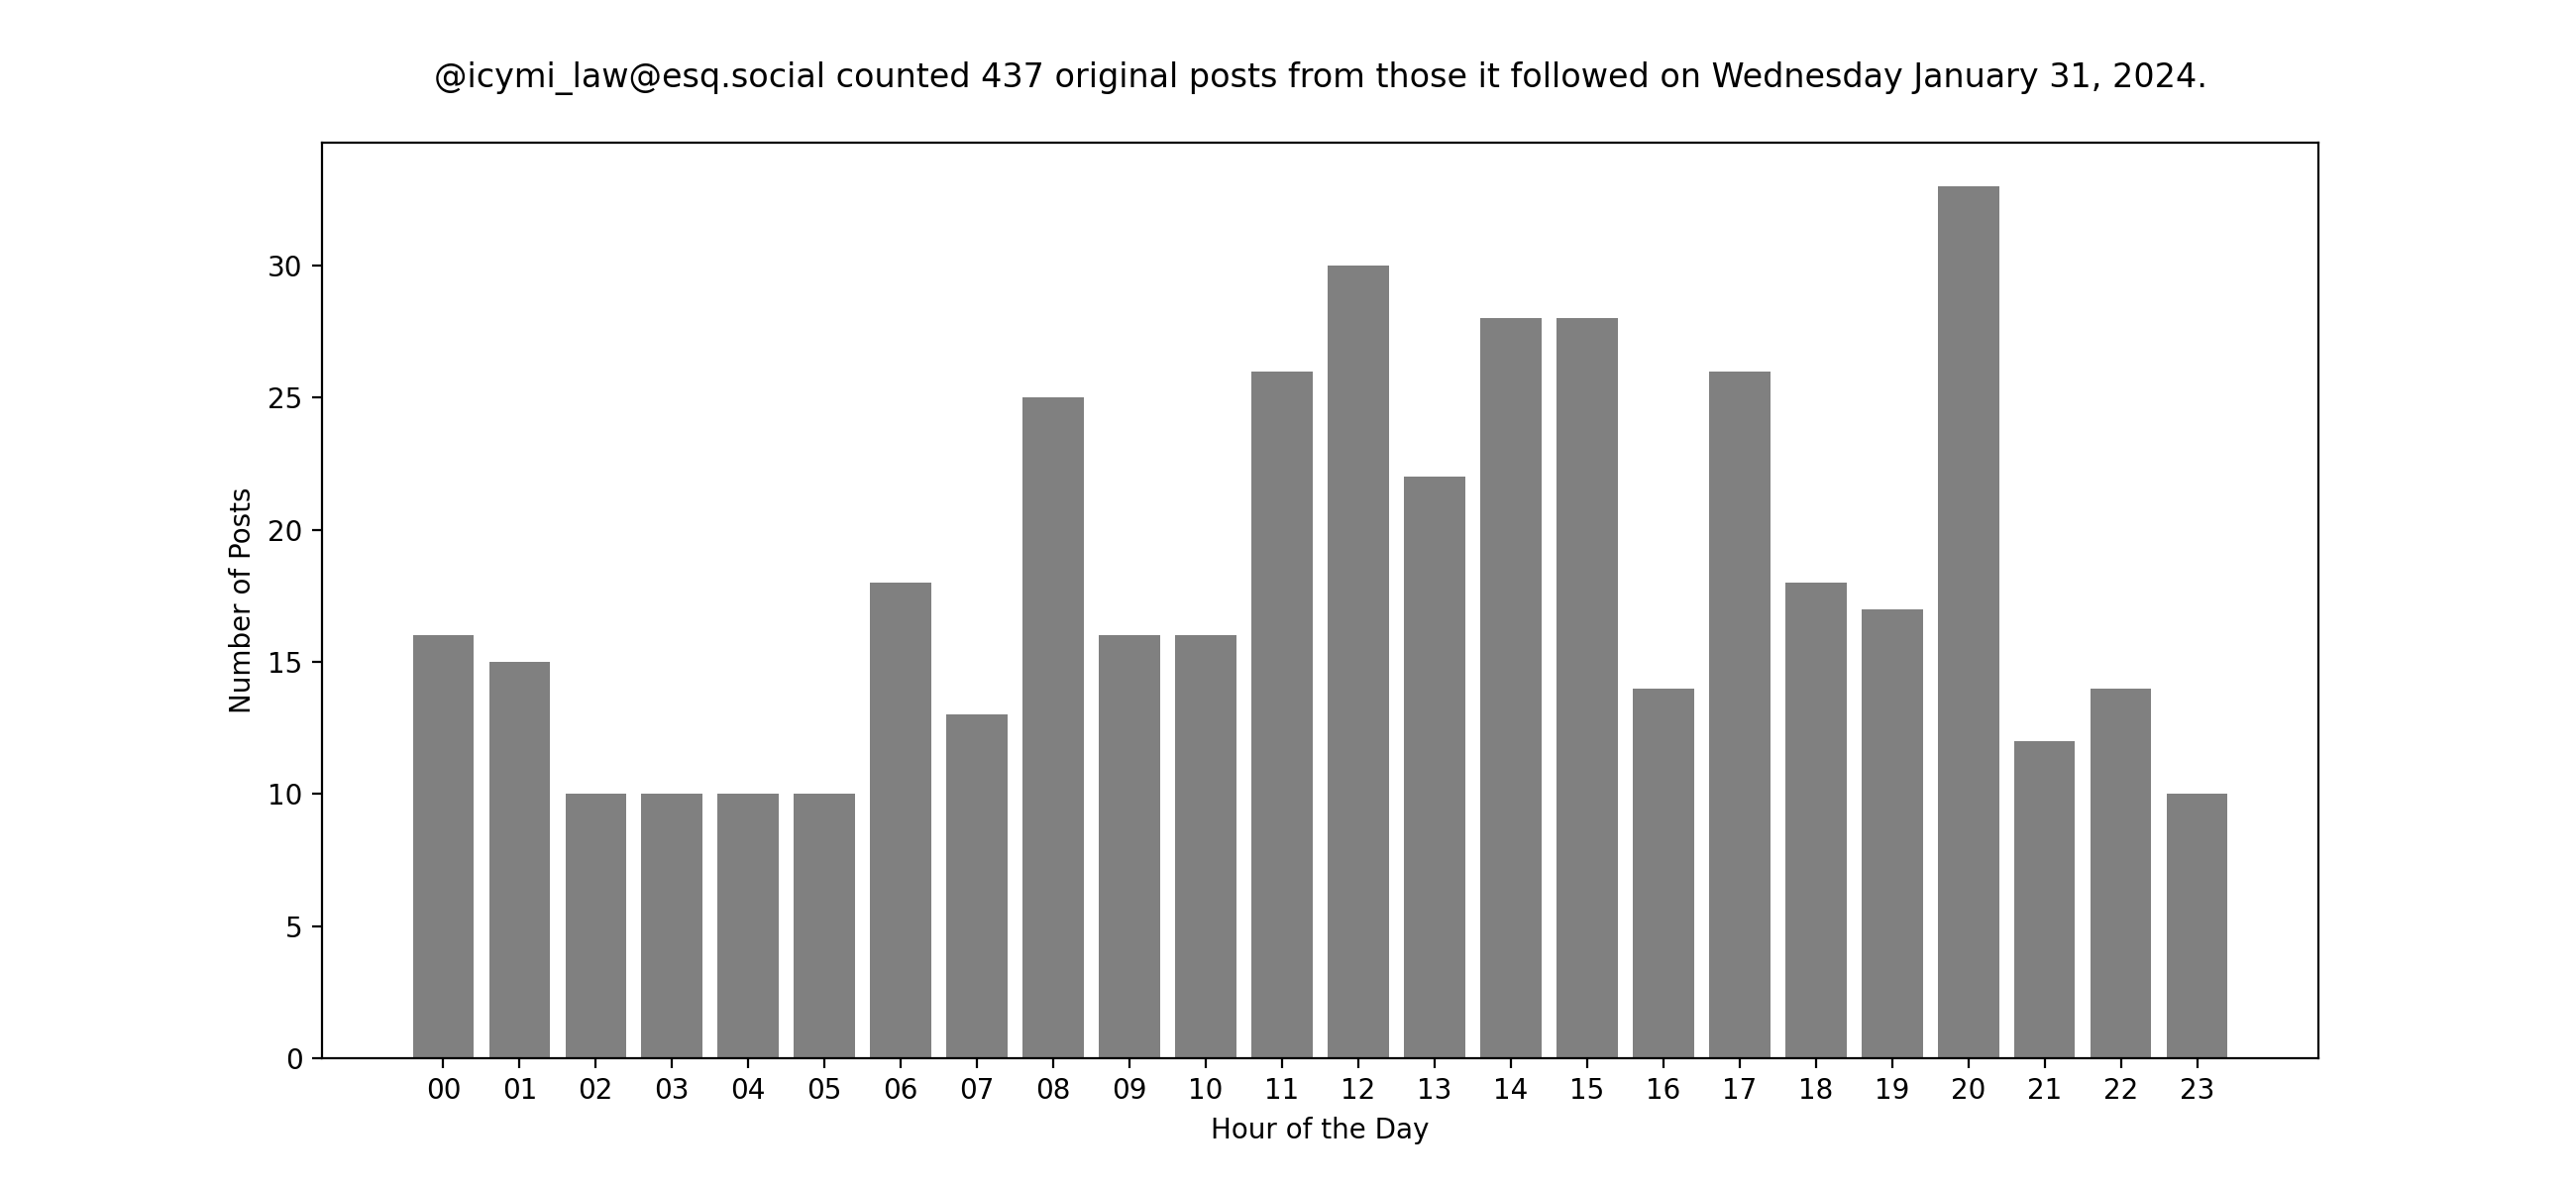 @icymi_law@esq.social counted 437 original posts from those it followed on Wednesday January 31, 2024.
Number of Posts
30
25
20
15
10
5
0
00 01 02 03 04 05 06 07 08 09 10 11 12 13 14 15 16 17 18 19 20 21 22 23
Hour of the Day